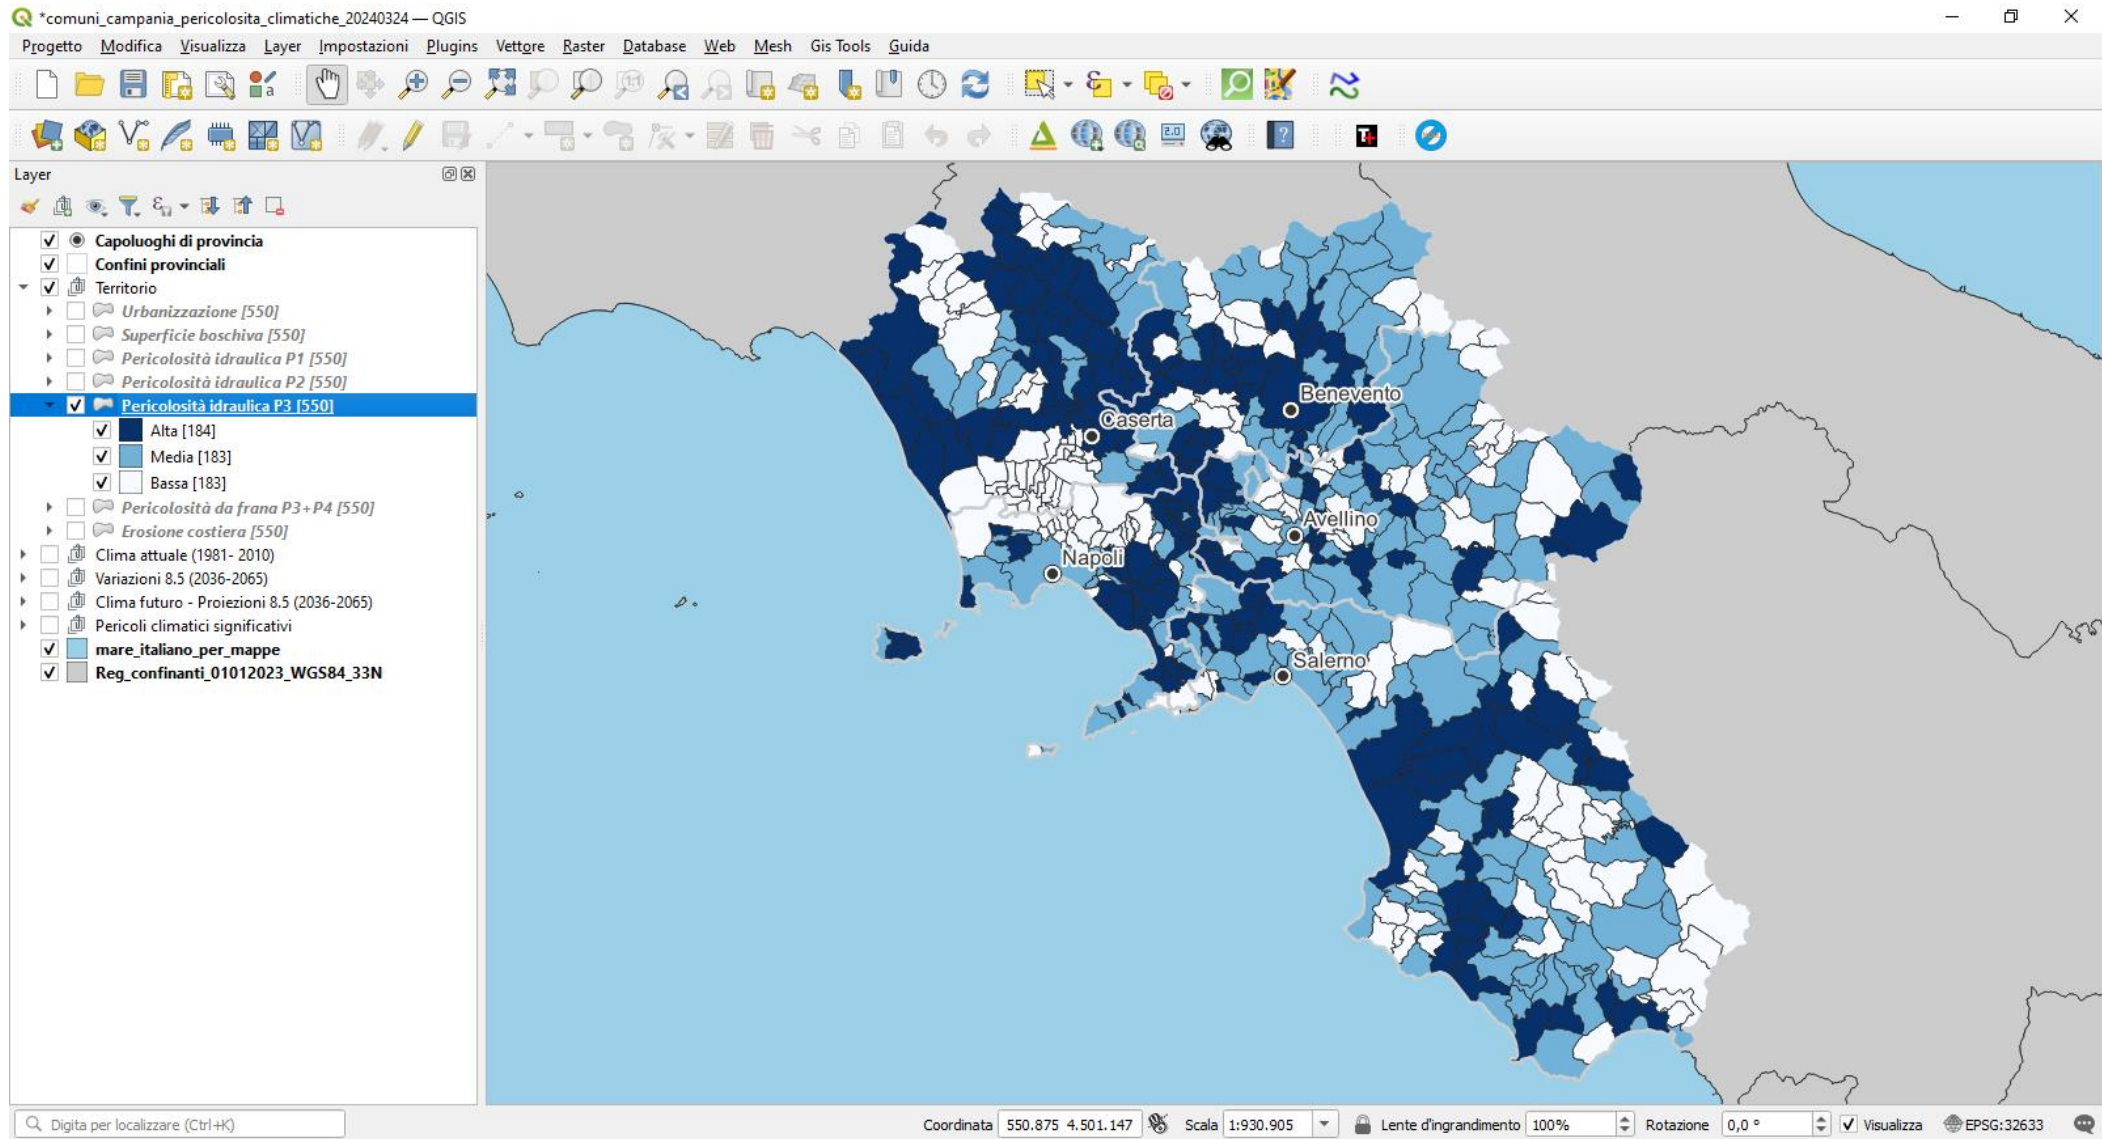 *comuni_campania_pericolosita_climatiche_20240324 — QGIS
Progetto Modifica Visualizza Layer Impostazioni Plugins Vettore Raster Database Web Mesh Gis Tools Guida
Layer
Capoluoghi di provincia
Confini provinciali
Territorio
Urbanizzazione [550]
Superficie boschiva [550]
Pericolosità idraulica P1 [550]
Pericolosità idraulica P2 [550]
Pericolosità idraulica P3 [550]
Alta [184]
Media [183]
Bassa [183]
Pericolosità da frana P3+P4 [550]
Erosione costiera [550]
Clima attuale (1981- 2010)
Variazioni 8.5 (2036-2065)
Clima futuro - Proiezioni 8.5 (2036-2065)
Pericoli climatici significativi
mare_italiano_per_mappe
Reg_confinanti_01012023_WGS84_33N
Benevento
Caserta
Avellino
Napoli
Salerno
Digita per localizzare (Ctrl+K)
Coordinata 550.875 4.501.147 Scala 1:930.905 Lente d'ingrandimento 100% Rotazione 0,0 ° Visualizza EPSG:32633